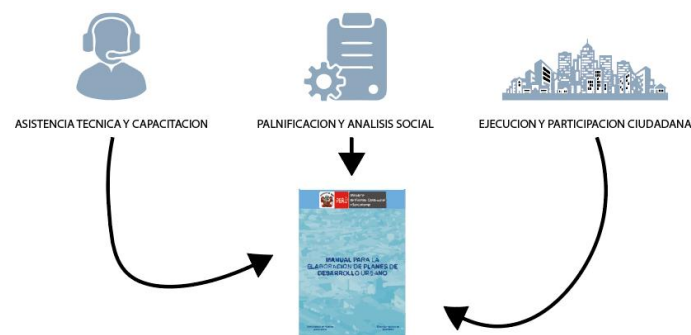 ASISTENCIA TECNICA Y CAPACITACION
PALNIFICACION Y ANALISIS SOCIAL
EJECUCION Y PARTICIPACION CIUDADANA
PERÚ
MANUAL PARA LA
ELABORACION DE PLANES DE
DESARROLLO URBANO